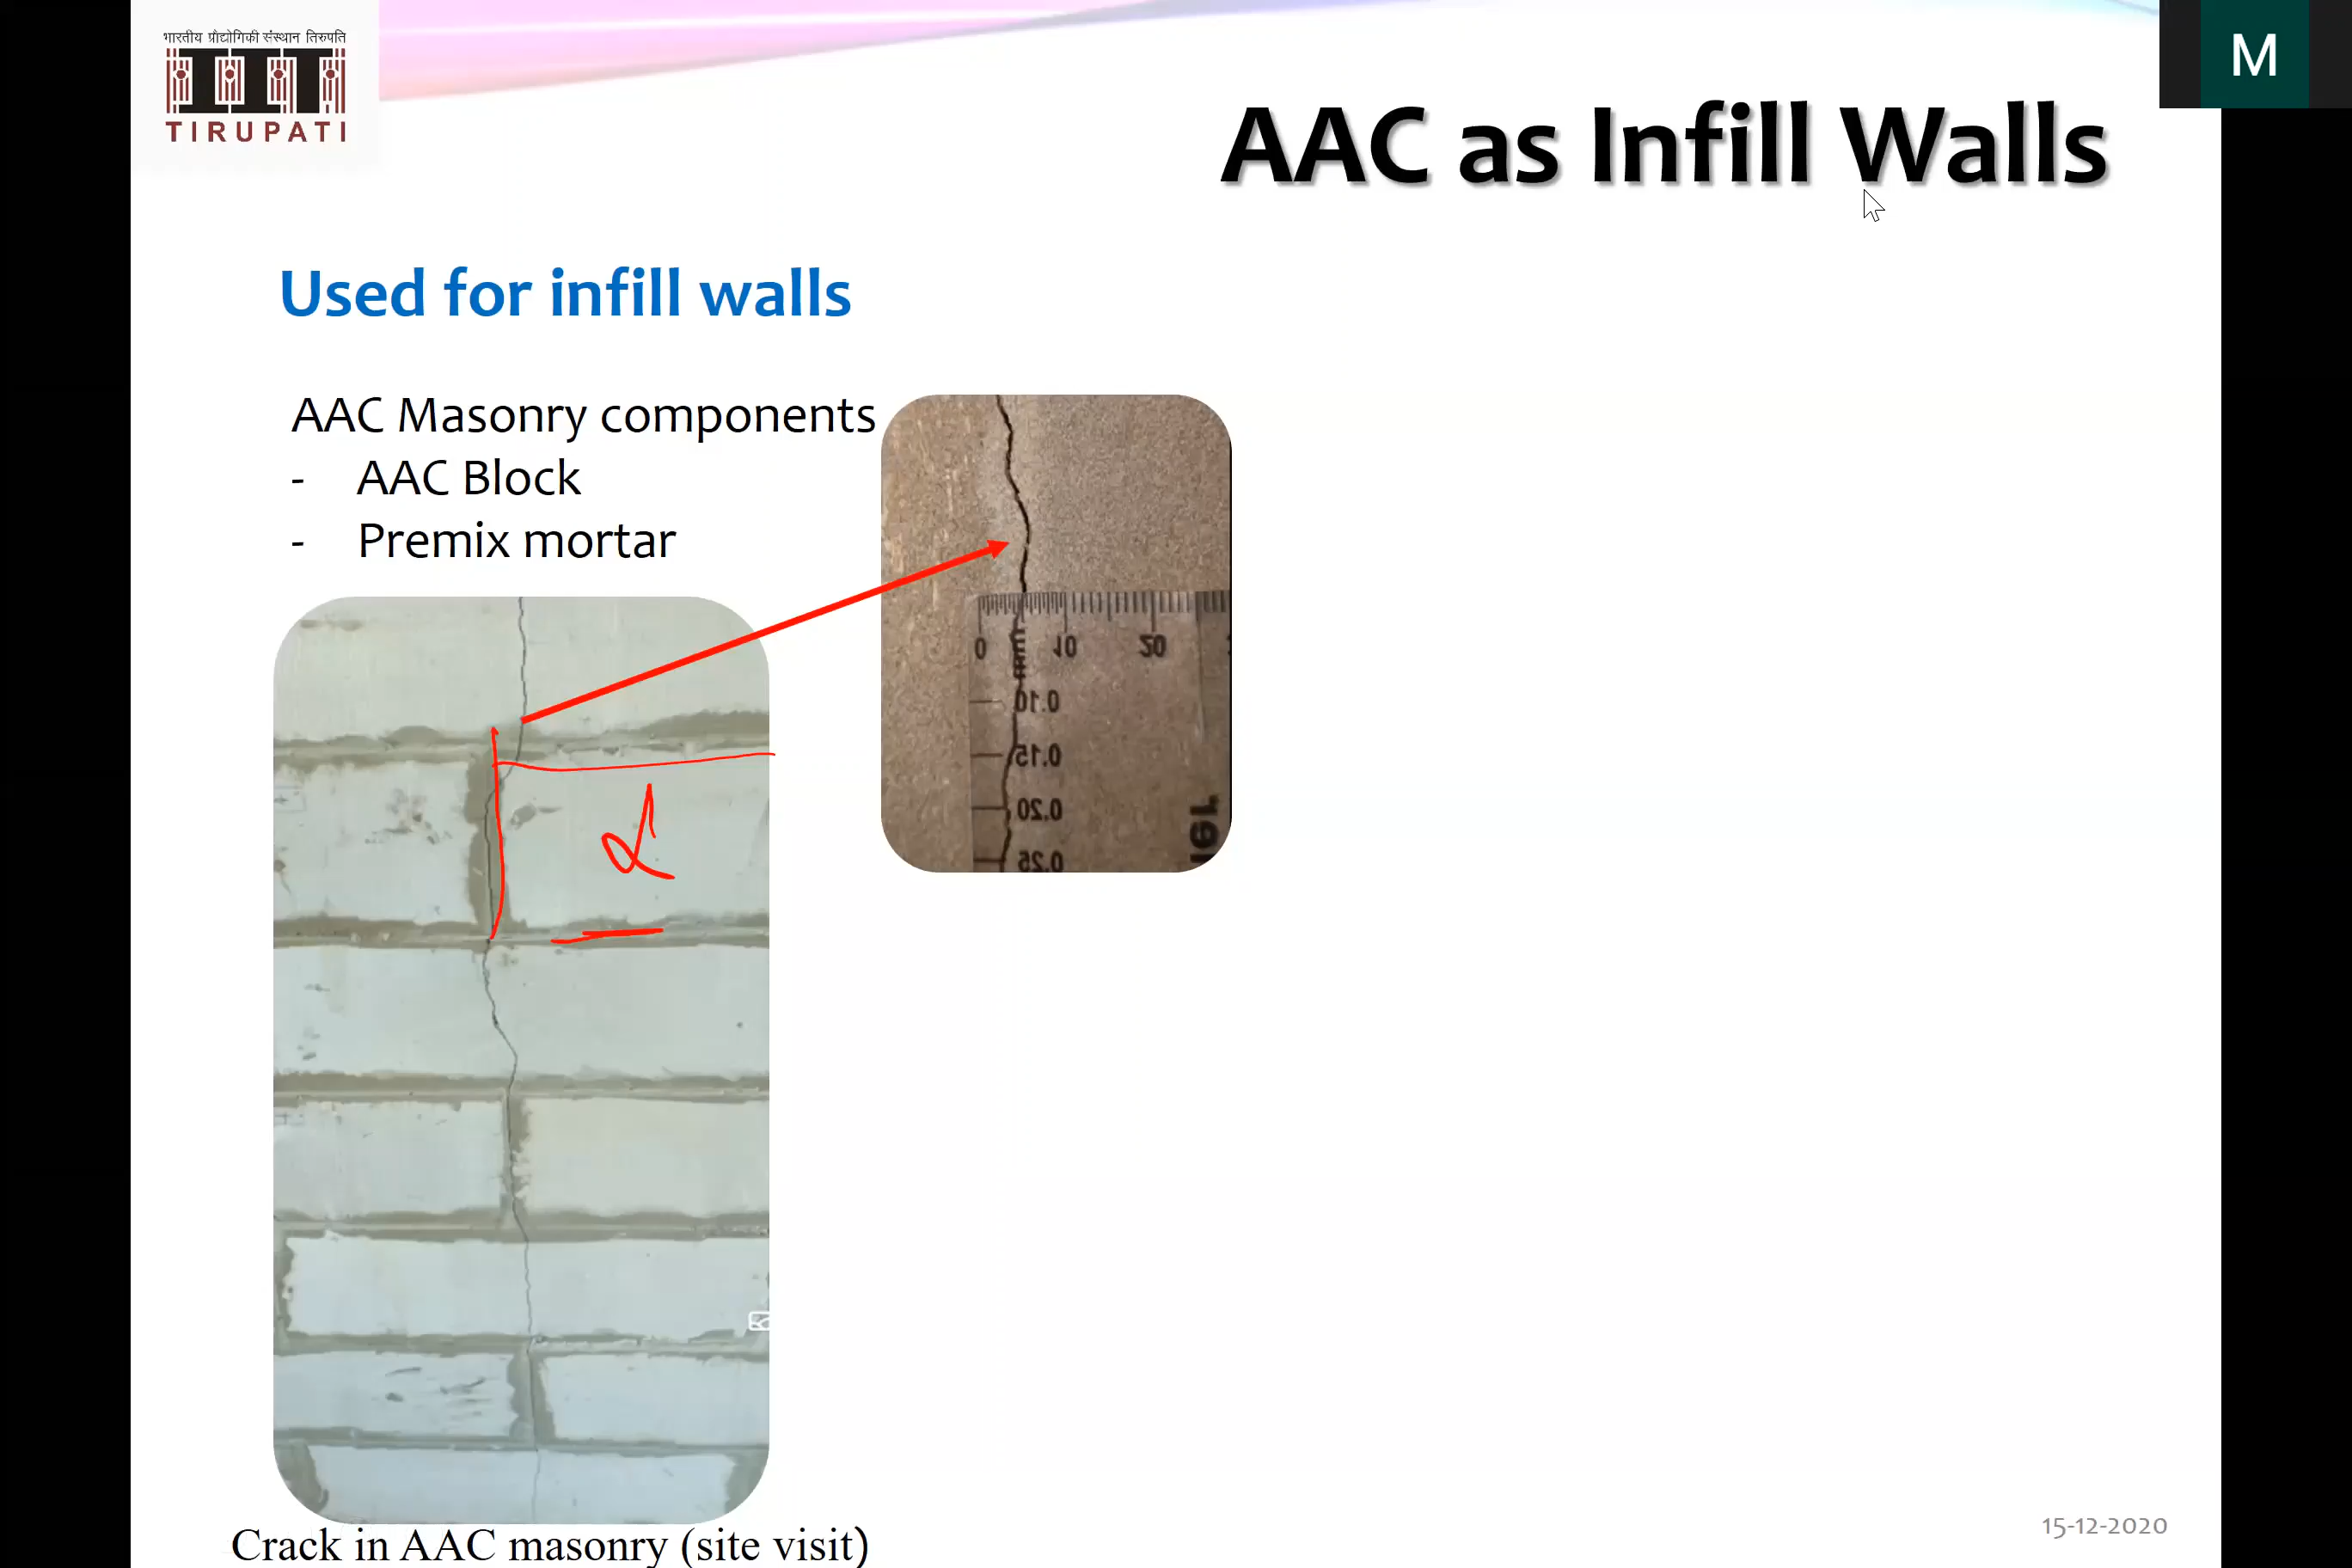 भारतीय प्रौद्योगिकी संस्थान तिरुपति
TIRUPATI
M
AAC as Infill Walls
Used for infill walls
AAC Masonry components
- AAC Block
- Premix mortar
0 10 20
mm
0.10
0.15
0.20
0.25
Crack in AAC masonry (site visit)
15-12-2020